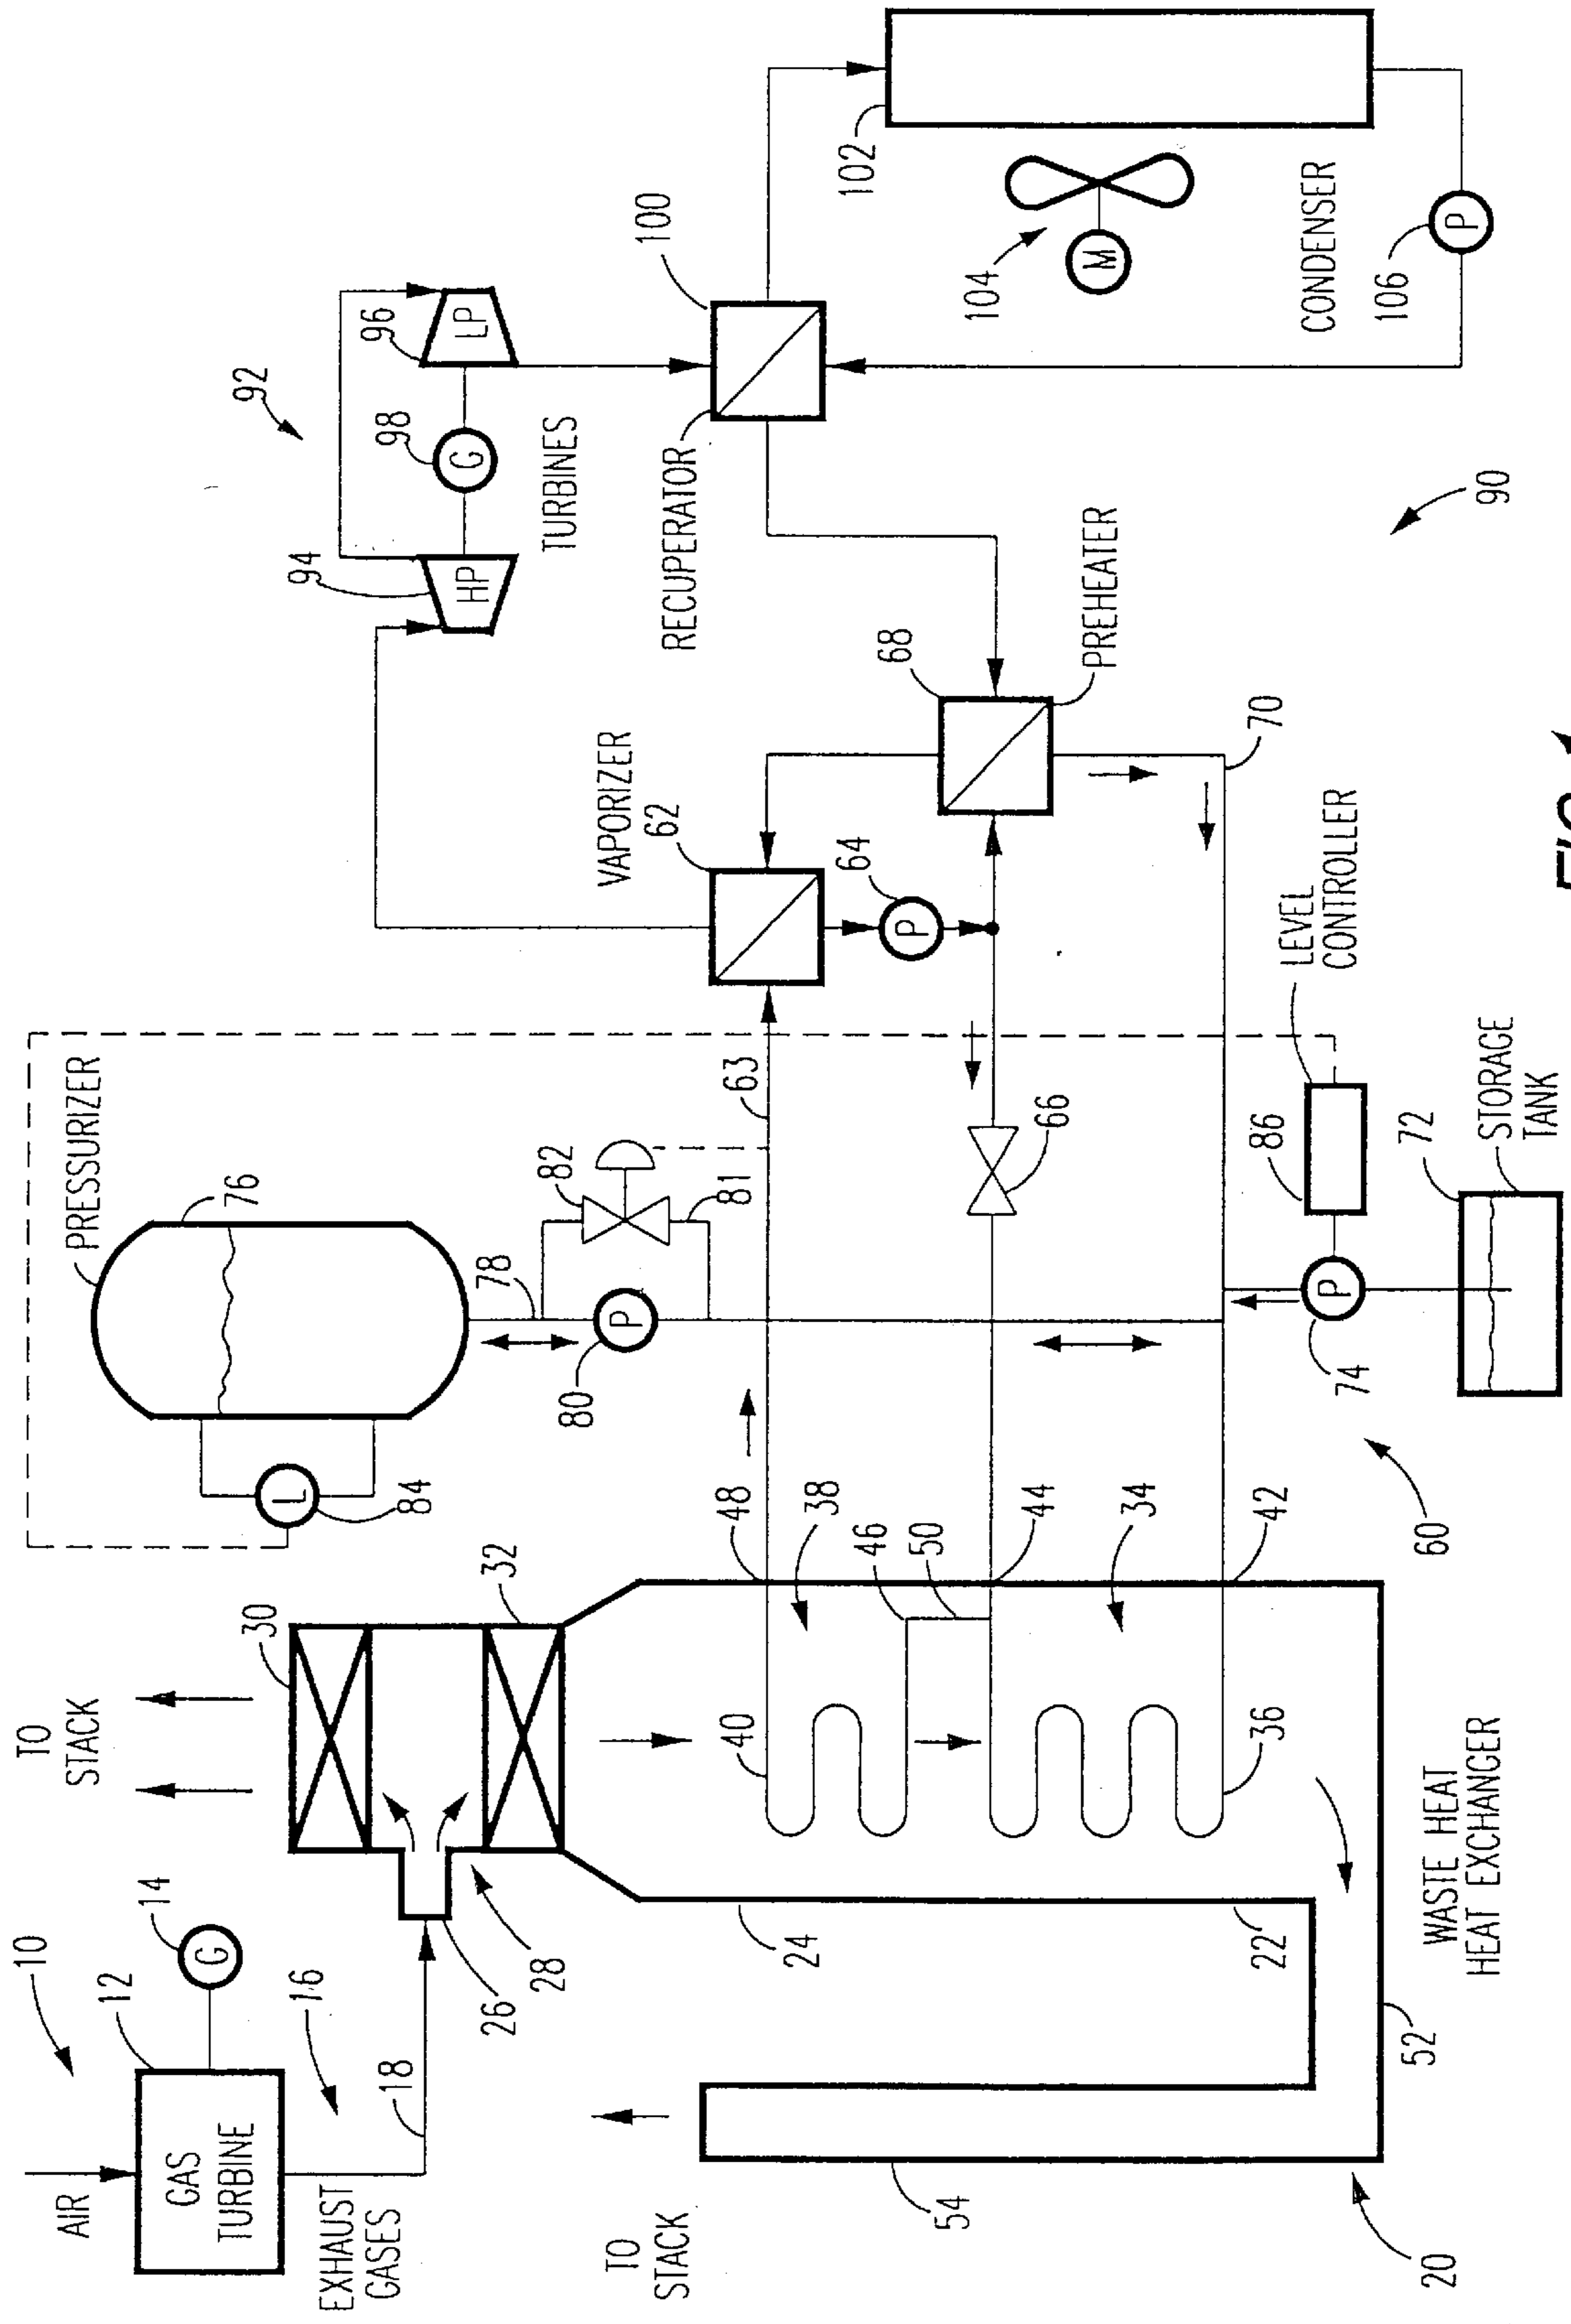 10
AIR
12
14
G
GAS
TURBINE
16
EXHAUST
GASES
18
26
28
TO
STACK
30
32
TO
STACK
54
20
24
22
52
WASTE HEAT
HEAT EXCHANGER
40
38
46
50
48
44
34
42
36
60
PRESSURIZER
76
L
84
78
80
P
82
81
63
66
74
P
86
LEVEL
CONTROLLER
72
STORAGE
TANK
VAPORIZER
62
64
P
68
PREHEATER
70
92
94
HP
98
G
96
LP
TURBINES
RECUPERATOR
100
102
104
M
CONDENSER
106
P
90
FIG. 1